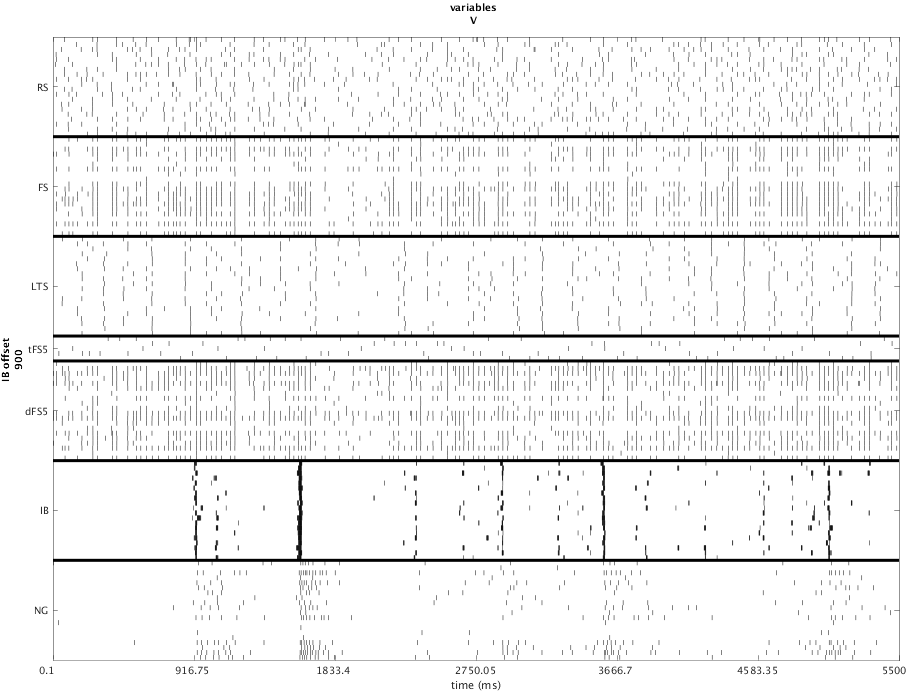 variables
V
RS
FS
LTS
tFS5
dFS5
IB
NG
IB offset
900
0.1
916.75
1833.4
2750.05
3666.7
4583.35
5500
time (ms)